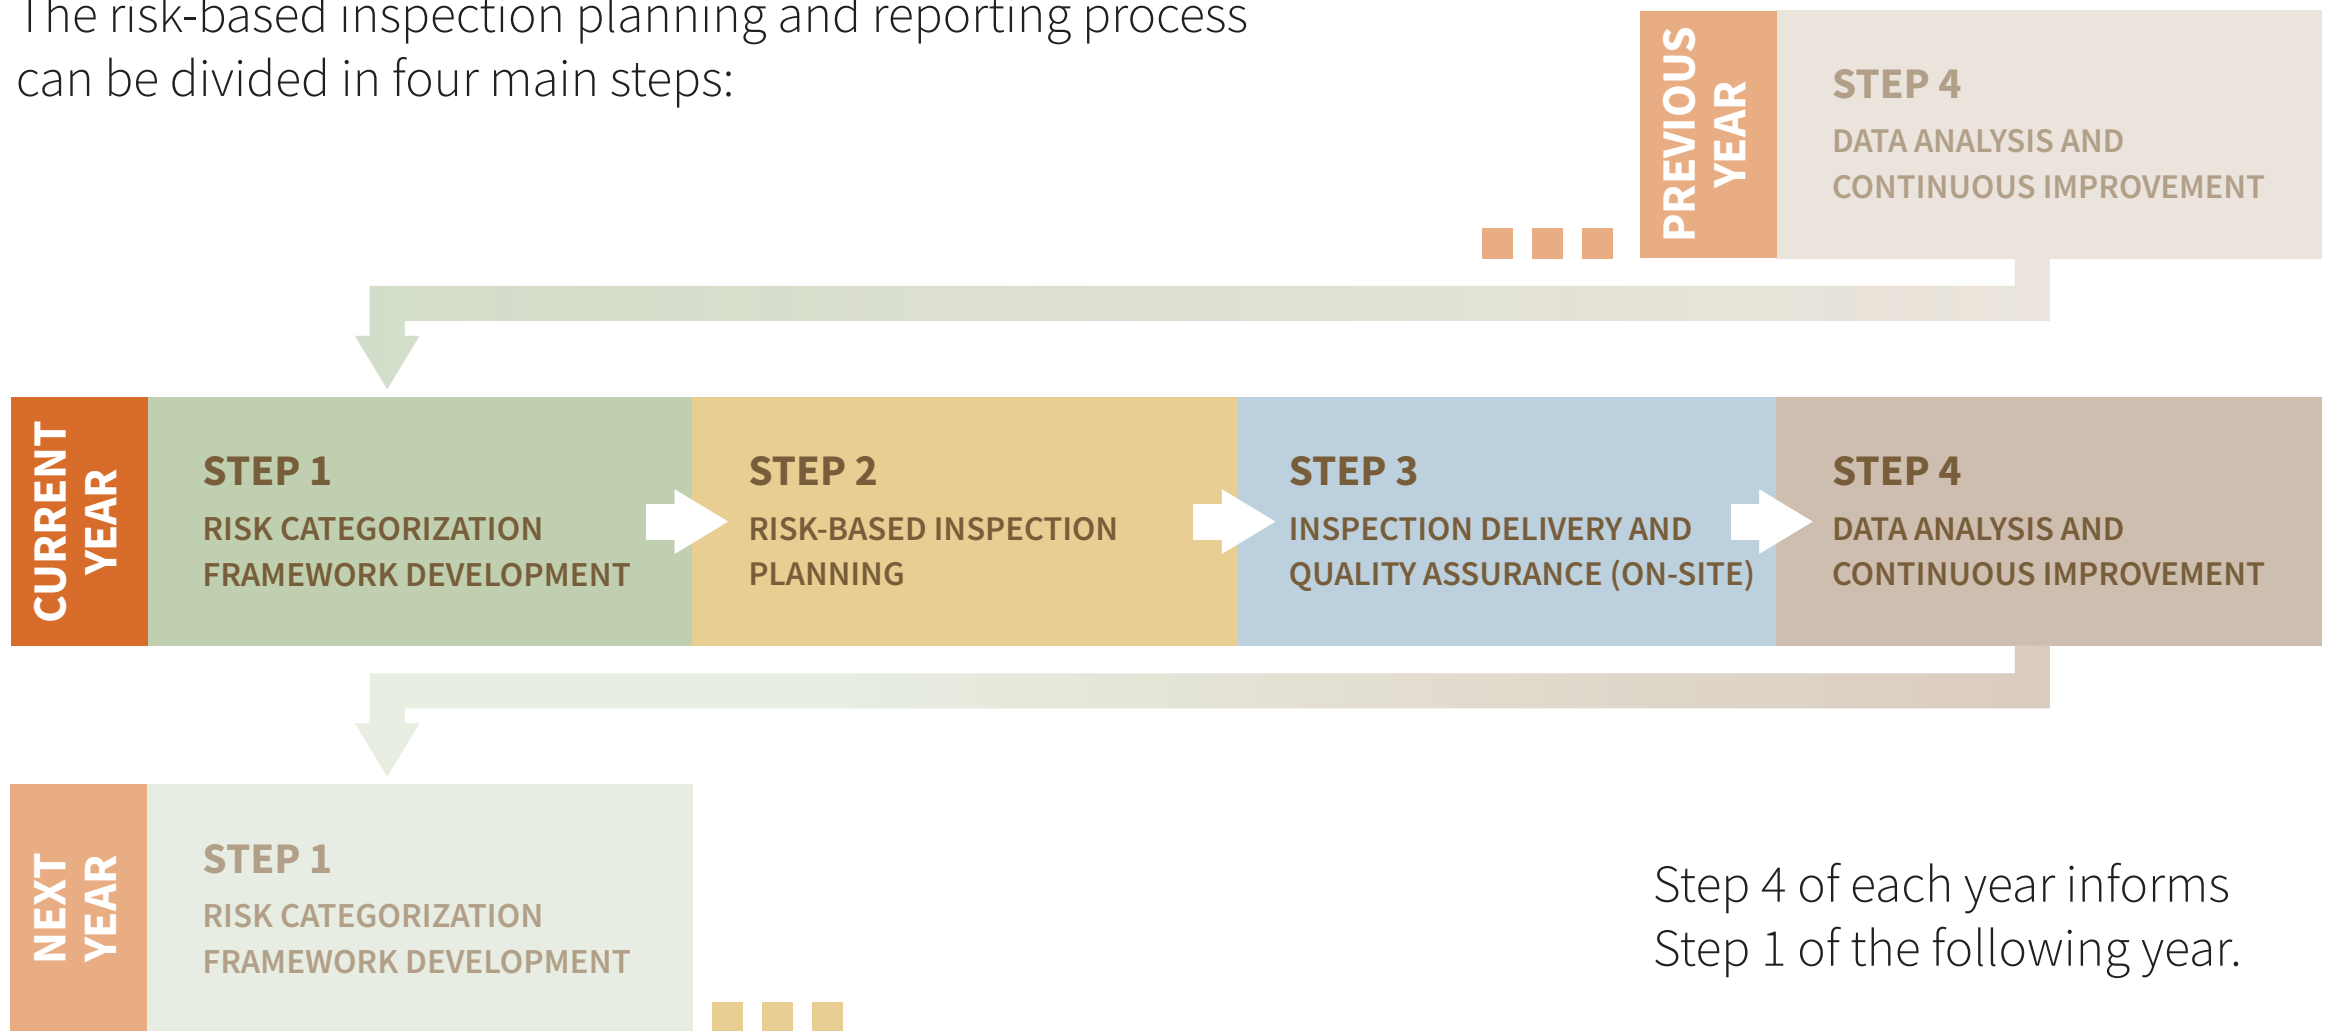 The risk-based inspection planning and reporting process
can be divided in four main steps:
PREVIOUS
YEAR
STEP 4
DATA ANALYSIS AND
CONTINUOUS IMPROVEMENT
CURRENT
YEAR
STEP 1
RISK CATEGORIZATION
FRAMEWORK DEVELOPMENT
STEP 2
RISK-BASED INSPECTION
PLANNING
STEP 3
INSPECTION DELIVERY AND
QUALITY ASSURANCE (ON-SITE)
STEP 4
DATA ANALYSIS AND
CONTINUOUS IMPROVEMENT
NEXT
YEAR
STEP 1
RISK CATEGORIZATION
FRAMEWORK DEVELOPMENT
Step 4 of each year informs
Step 1 of the following year.